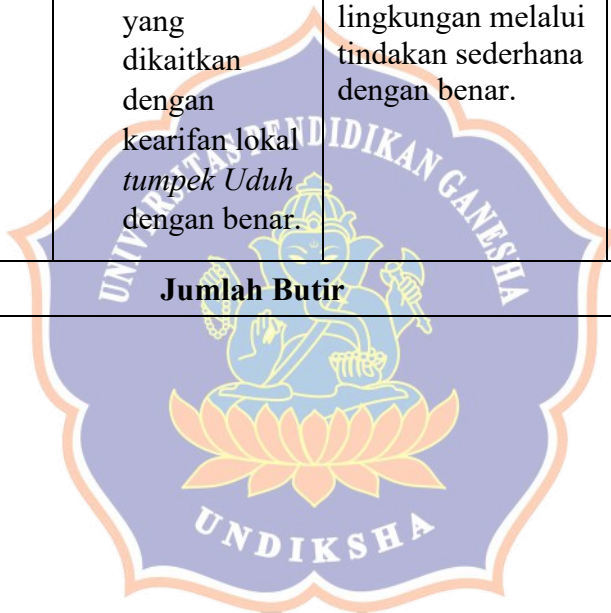 yang
dikaitkan
dengan
kearifan lokal
tumpek Uduh
dengan benar.
lingkungan melalui
tindakan sederhana
dengan benar.
Jumlah Butir
UNIVERSITAS PENDIDIKAN GANESHA
UNDIKSHA